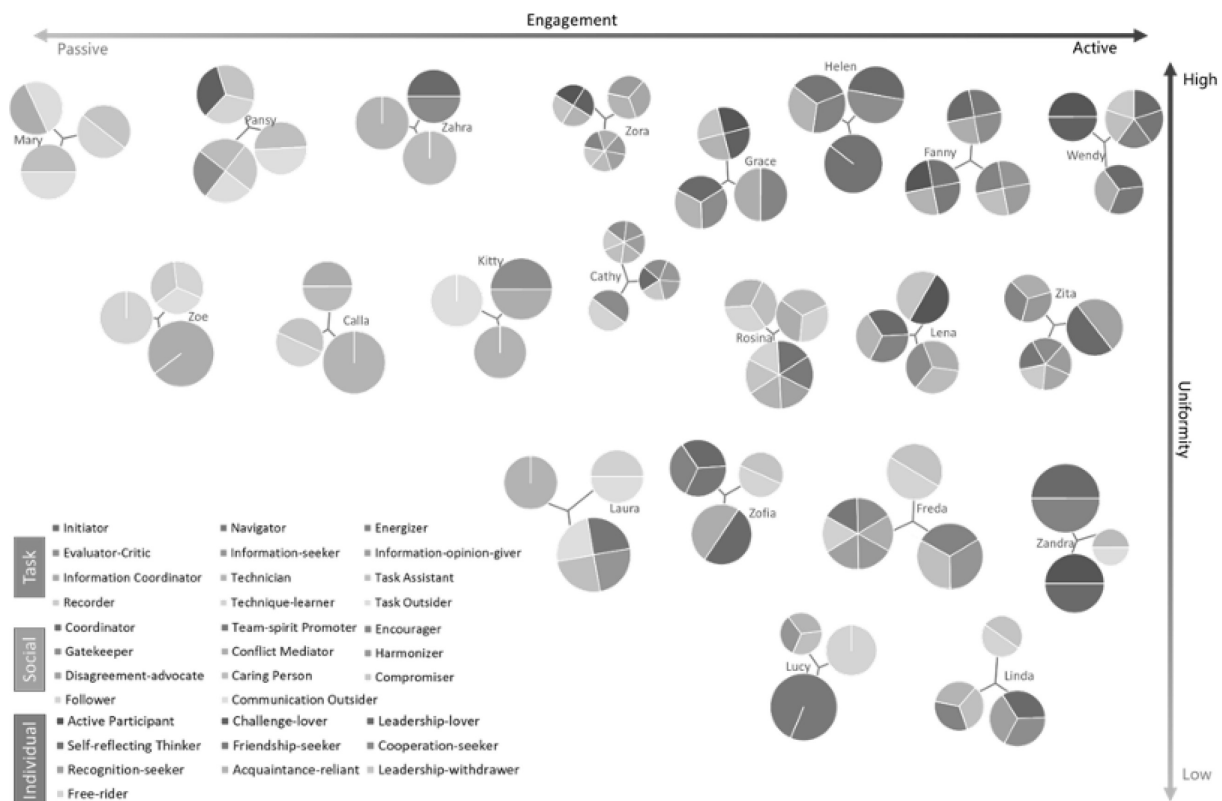 Engagement
Passive
Active
High
Helen
Mary
Pansy
Zahra
Zora
Grace
Fanny
Wendy
Zoe
Calla
Kitty
Cathy
Rosina
Lena
Zita
Uniformity
Laura
Zofia
Freda
Zandra
Lucy
Linda
Low
Task
Initiator Navigator Energizer
Evaluator-Critic Information-seeker Information-opinion-giver
Information Coordinator Technician Task Assistant
Recorder Technique-learner Task Outsider
Social
Coordinator Team-spirit Promoter Encourager
Gatekeeper Conflict Mediator Harmonizer
Disagreement-advocate Caring Person Compromiser
Follower Communication Outsider
Individual
Active Participant Challenge-lover Leadership-lover
Self-reflecting Thinker Friendship-seeker Cooperation-seeker
Recognition-seeker Acquaintance-reliant Leadership-withdrawer
Free-rider